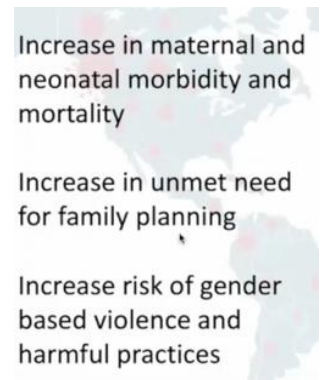 Increase in maternal and
neonatal morbidity and
mortality
Increase in unmet need
for family planning
Increase risk of gender
based violence and
harmful practices